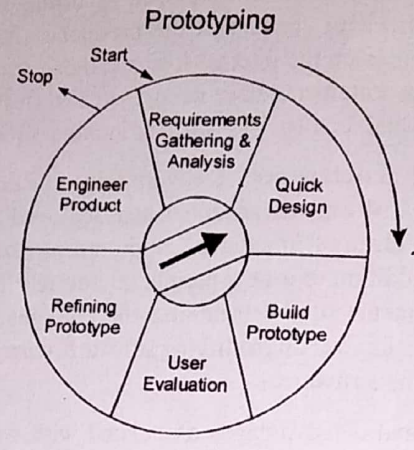 Prototyping
Start
Stop
Requirements
Gathering &
Analysis
Quick
Design
Build
Prototype
User
Evaluation
Refining
Prototype
Engineer
Product